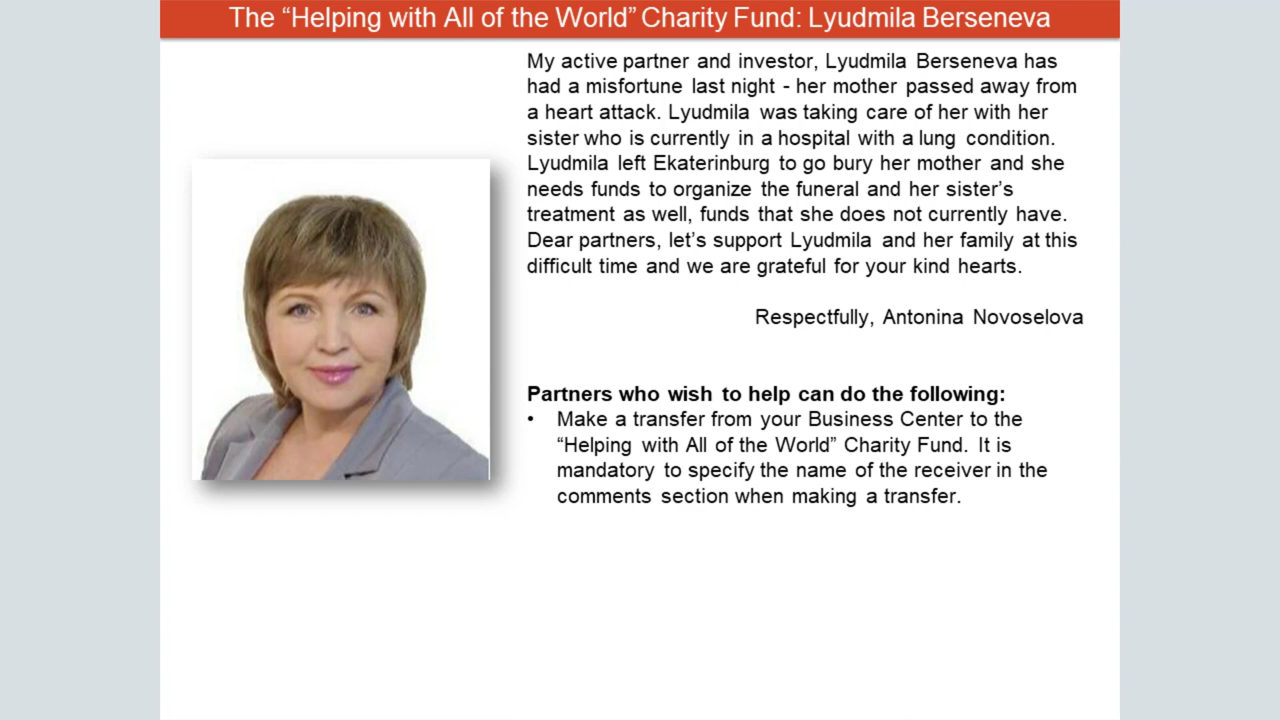 The “Helping with All of the World” Charity Fund: Lyudmila Berseneva
My active partner and investor, Lyudmila Berseneva has
had a misfortune last night - her mother passed away from
a heart attack. Lyudmila was taking care of her with her
sister who is currently in a hospital with a lung condition.
Lyudmila left Ekaterinburg to go bury her mother and she
needs funds to organize the funeral and her sister’s
treatment as well, funds that she does not currently have.
Dear partners, let’s support Lyudmila and her family at this
difficult time and we are grateful for your kind hearts.
Respectfully, Antonina Novoselova
Partners who wish to help can do the following:
• Make a transfer from your Business Center to the
“Helping with All of the World” Charity Fund. It is
mandatory to specify the name of the receiver in the
comments section when making a transfer.